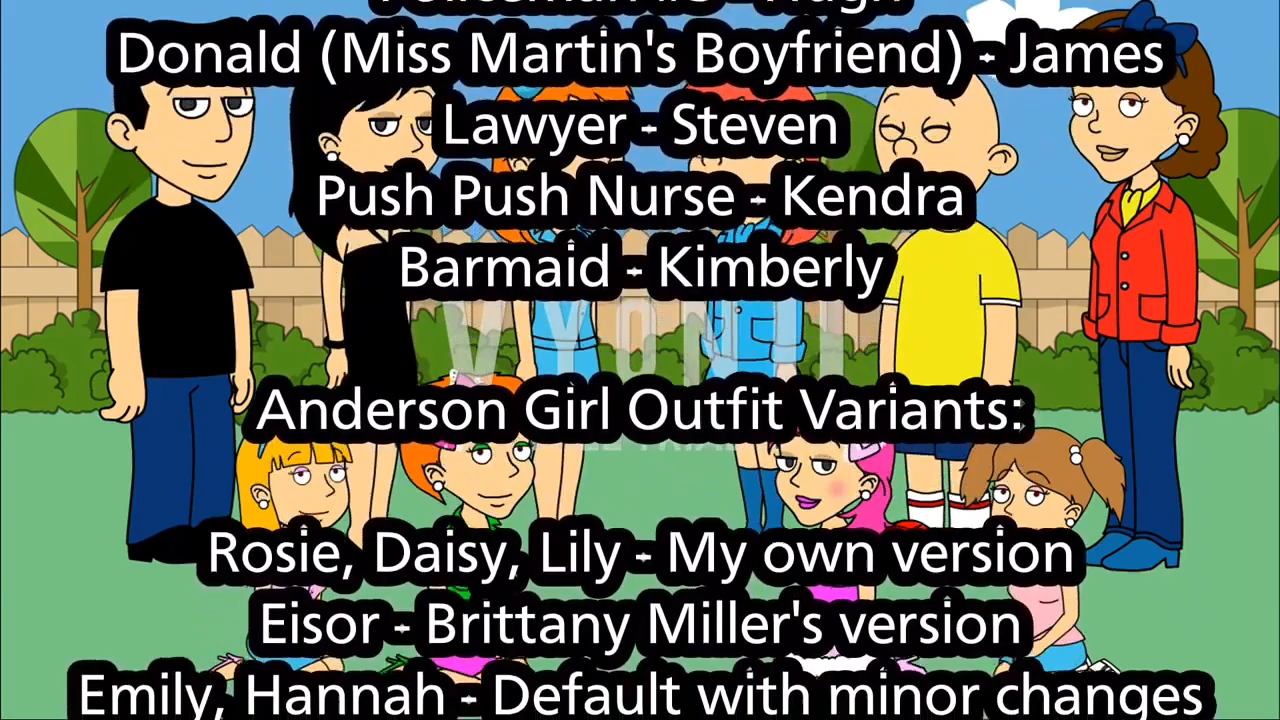 Donald (Miss Martin's Boyfriend) - James
Lawyer - Steven
Push Push Nurse - Kendra
Barmaid - Kimberly
VYOND
Anderson Girl Outfit Variants:
Rosie, Daisy, Lily - My own version
Eisor - Brittany Miller's version
Emily, Hannah - Default with minor changes